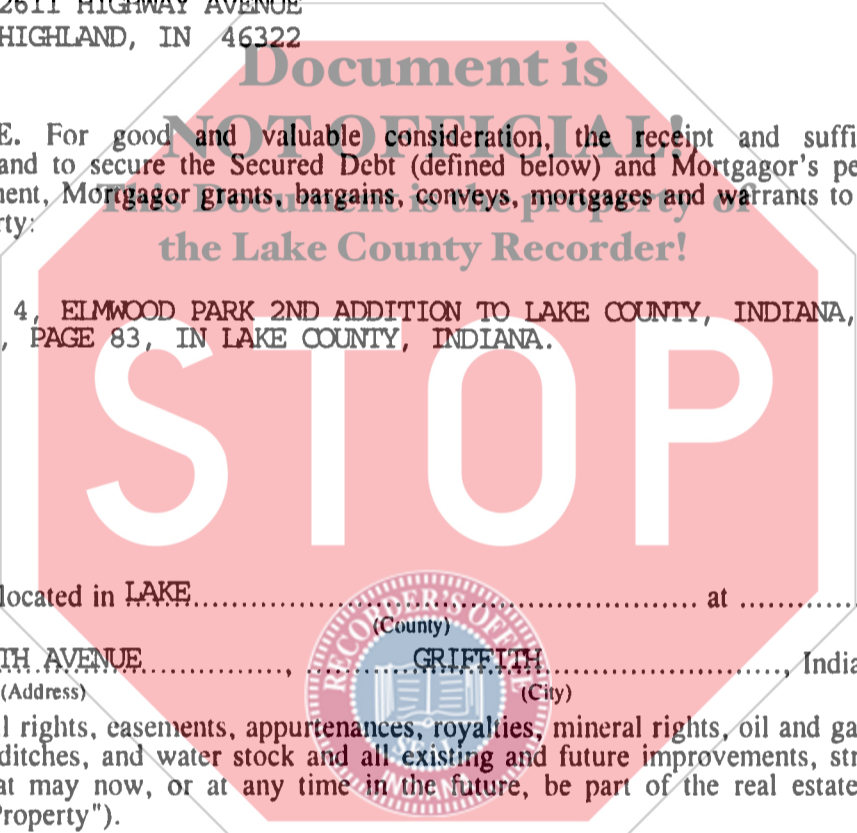 2611 HIGHWAY AVENUE
HIGHLAND, IN 46322
Document is
NOT OFFICIAL!
E. For good and valuable consideration, the receipt and suffi
and to secure the Secured Debt (defined below) and Mortgagor's pe
nent, Mortgagor grants, bargains, conveys, mortgages and warrants to
This Document is the property of
rty:
the Lake County Recorder!
4, ELMWOOD PARK 2ND ADDITION TO LAKE COUNTY, INDIANA,
, PAGE 83, IN LAKE COUNTY, INDIANA.
STOP
located in LAKE at
(County)
TH AVENUE, GRIFFITH, India
(Address) (City)
l rights, easements, appurtenances, royalties, mineral rights, oil and ga
ditches, and water stock and all existing and future improvements, str
at may now, or at any time in the future, be part of the real estate
Property").
RECORDER'S OFFICE
SEAL
INDIANA